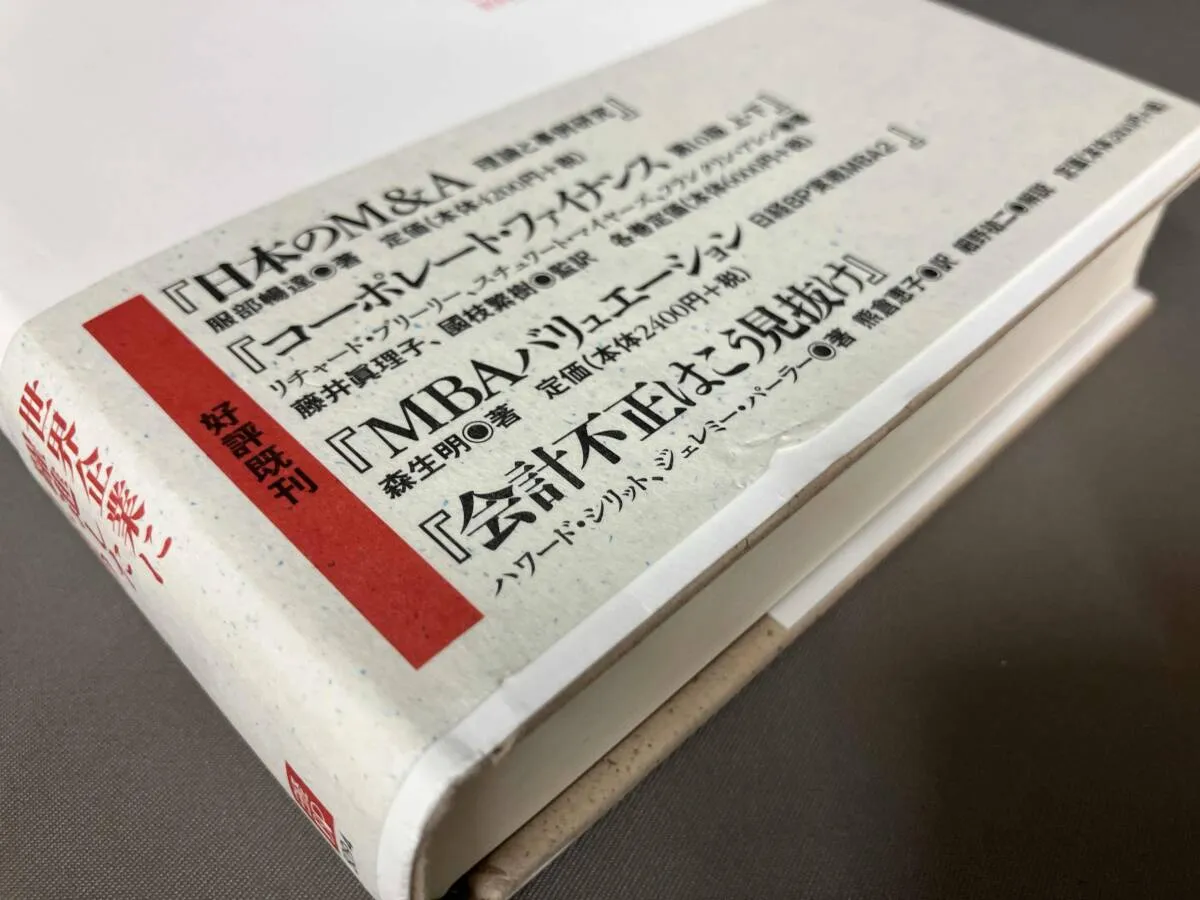 好評既刊
『日本のM&A 理論と事例研究』
服部暢達◉著 定価(本体4200円+税)
『コーポレート・ファイナンス 第10版 上・下』
リチャード・ブリーリー、スチュワート・マイヤーズ、フランクリン・アレン◉著
藤井眞理子、國枝繁樹◉監訳 各巻定価(本体6000円+税)
『MBAバリュエーション 日経BP実戦MBA2』
森生明◉著 定価(本体2400円+税)
『会計不正はこう見抜け』
ハワード・シリット、ジェレミー・パーラー◉著 熊倉恵子◉訳 細野祐二◉解説
世界企業に